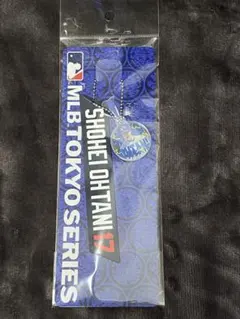 SHOHEI OHTANI 17
MLB TOKYO SERIES